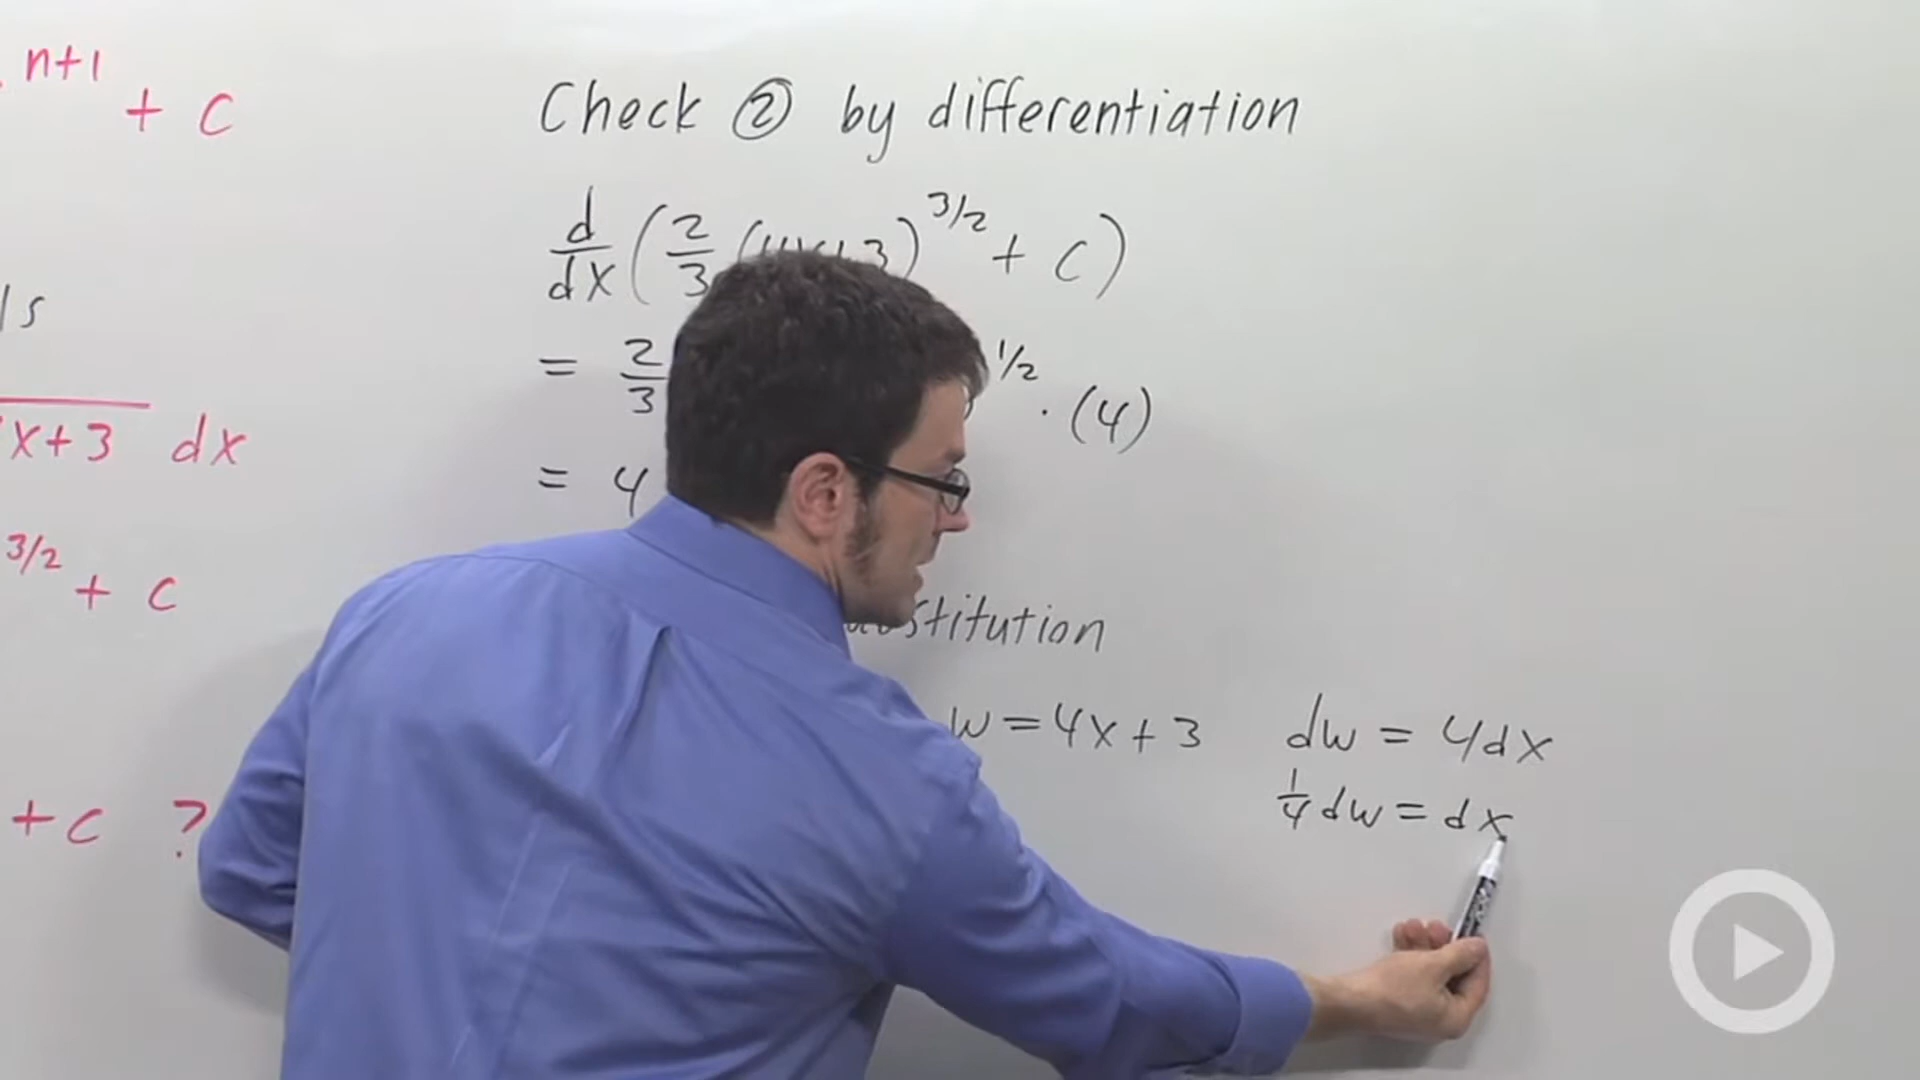 n+1
+ C
ls
x+3 dx
3/2 + C
+C ?
Check ② by differentiation
d/dx ( 2/3 (4x+3)^3/2 + C )
= 2/3 ^1/2 · (4)
= 4
stitution
w = 4x + 3 dw = 4dx
1/4 dw = dx